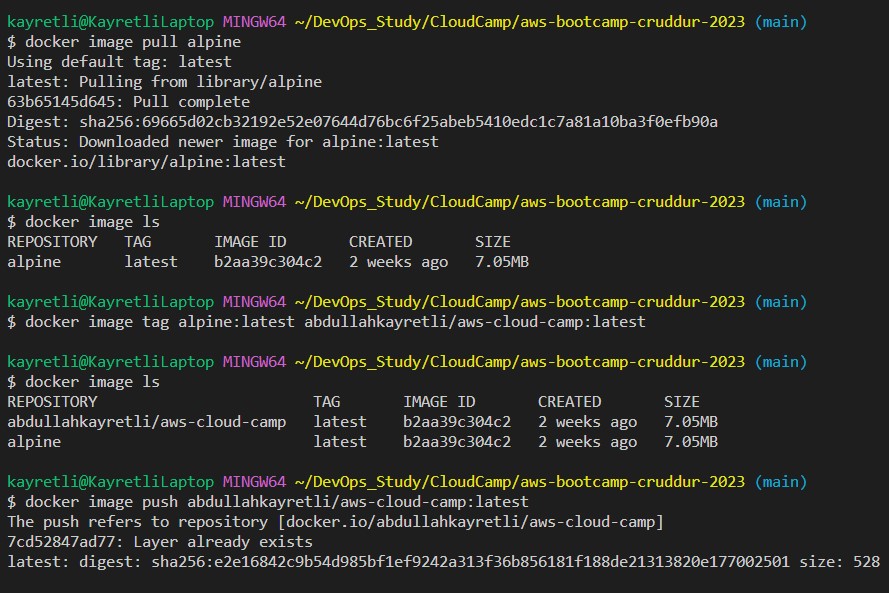 kayretli@KayretliLaptop MINGW64 ~/DevOps_Study/CloudCamp/aws-bootcamp-cruddur-2023 (main)
$ docker image pull alpine
Using default tag: latest
latest: Pulling from library/alpine
63b65145d645: Pull complete
Digest: sha256:69665d02cb32192e52e07644d76bc6f25abeb5410edc1c7a81a10ba3f0efb90a
Status: Downloaded newer image for alpine:latest
docker.io/library/alpine:latest
kayretli@KayretliLaptop MINGW64 ~/DevOps_Study/CloudCamp/aws-bootcamp-cruddur-2023 (main)
$ docker image ls
REPOSITORY   TAG       IMAGE ID       CREATED       SIZE
alpine       latest    b2aa39c304c2   2 weeks ago   7.05MB
kayretli@KayretliLaptop MINGW64 ~/DevOps_Study/CloudCamp/aws-bootcamp-cruddur-2023 (main)
$ docker image tag alpine:latest abdullahkayretli/aws-cloud-camp:latest
kayretli@KayretliLaptop MINGW64 ~/DevOps_Study/CloudCamp/aws-bootcamp-cruddur-2023 (main)
$ docker image ls
REPOSITORY                        TAG       IMAGE ID       CREATED       SIZE
abdullahkayretli/aws-cloud-camp   latest    b2aa39c304c2   2 weeks ago   7.05MB
alpine                            latest    b2aa39c304c2   2 weeks ago   7.05MB
kayretli@KayretliLaptop MINGW64 ~/DevOps_Study/CloudCamp/aws-bootcamp-cruddur-2023 (main)
$ docker image push abdullahkayretli/aws-cloud-camp:latest
The push refers to repository [docker.io/abdullahkayretli/aws-cloud-camp]
7cd52847ad77: Layer already exists
latest: digest: sha256:e2e16842c9b54d985bf1ef9242a313f36b856181f188de21313820e177002501 size: 528